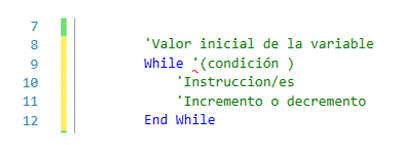 7
8 'Valor inicial de la variable
9 While '(condición )
10 'Instruccion/es
11 'Incremento o decremento
12 End While